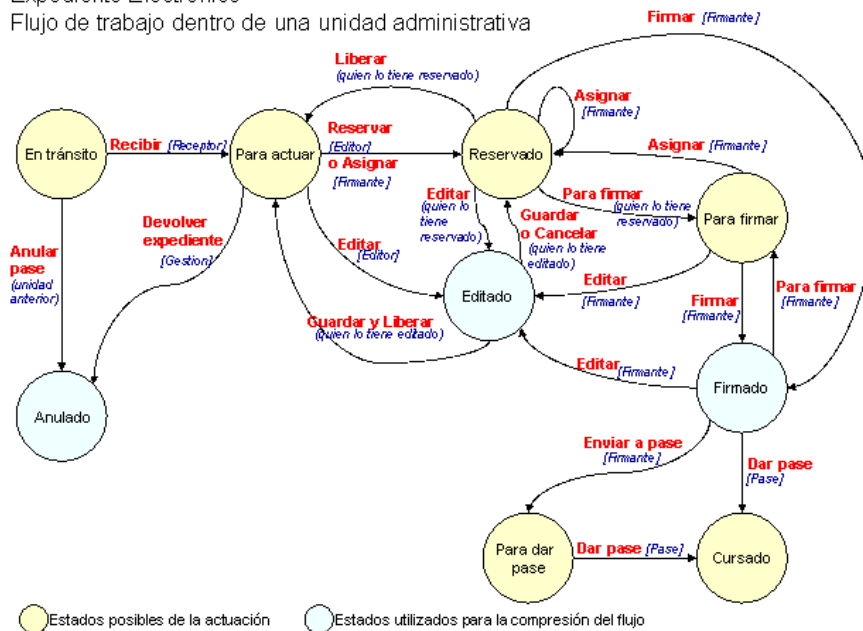 Expediente Electrónico
Flujo de trabajo dentro de una unidad administrativa
Firmar [Firmante]
Liberar
(quien lo tiene reservado)
Asignar
[Firmante]
Reservar
[Editor]
o Asignar
[Firmante]
Asignar [Firmante]
En tránsito
Recibir [Receptor]
Para actuar
Reservado
Editar
(quien lo
tiene
reservado)
Para firmar
(quien lo tiene
reservado)
Guardar
o Cancelar
(quien lo tiene
editado)
Para firmar
Devolver
expediente
[Gestion]
Anular
pase
(unidad
anterior)
Editar
[Editor]
Editar
[Firmante]
Para firmar
[Firmante]
Firmar
[Firmante]
Editado
Guardar y Liberar
(quien lo tiene editado)
Editar
[Firmante]
Firmado
Anulado
Enviar a pase
[Firmante]
Dar pase
[Pase]
Para dar
pase
Dar pase [Pase]
Cursado
Estados posibles de la actuación
Estados utilizados para la compresión del flujo